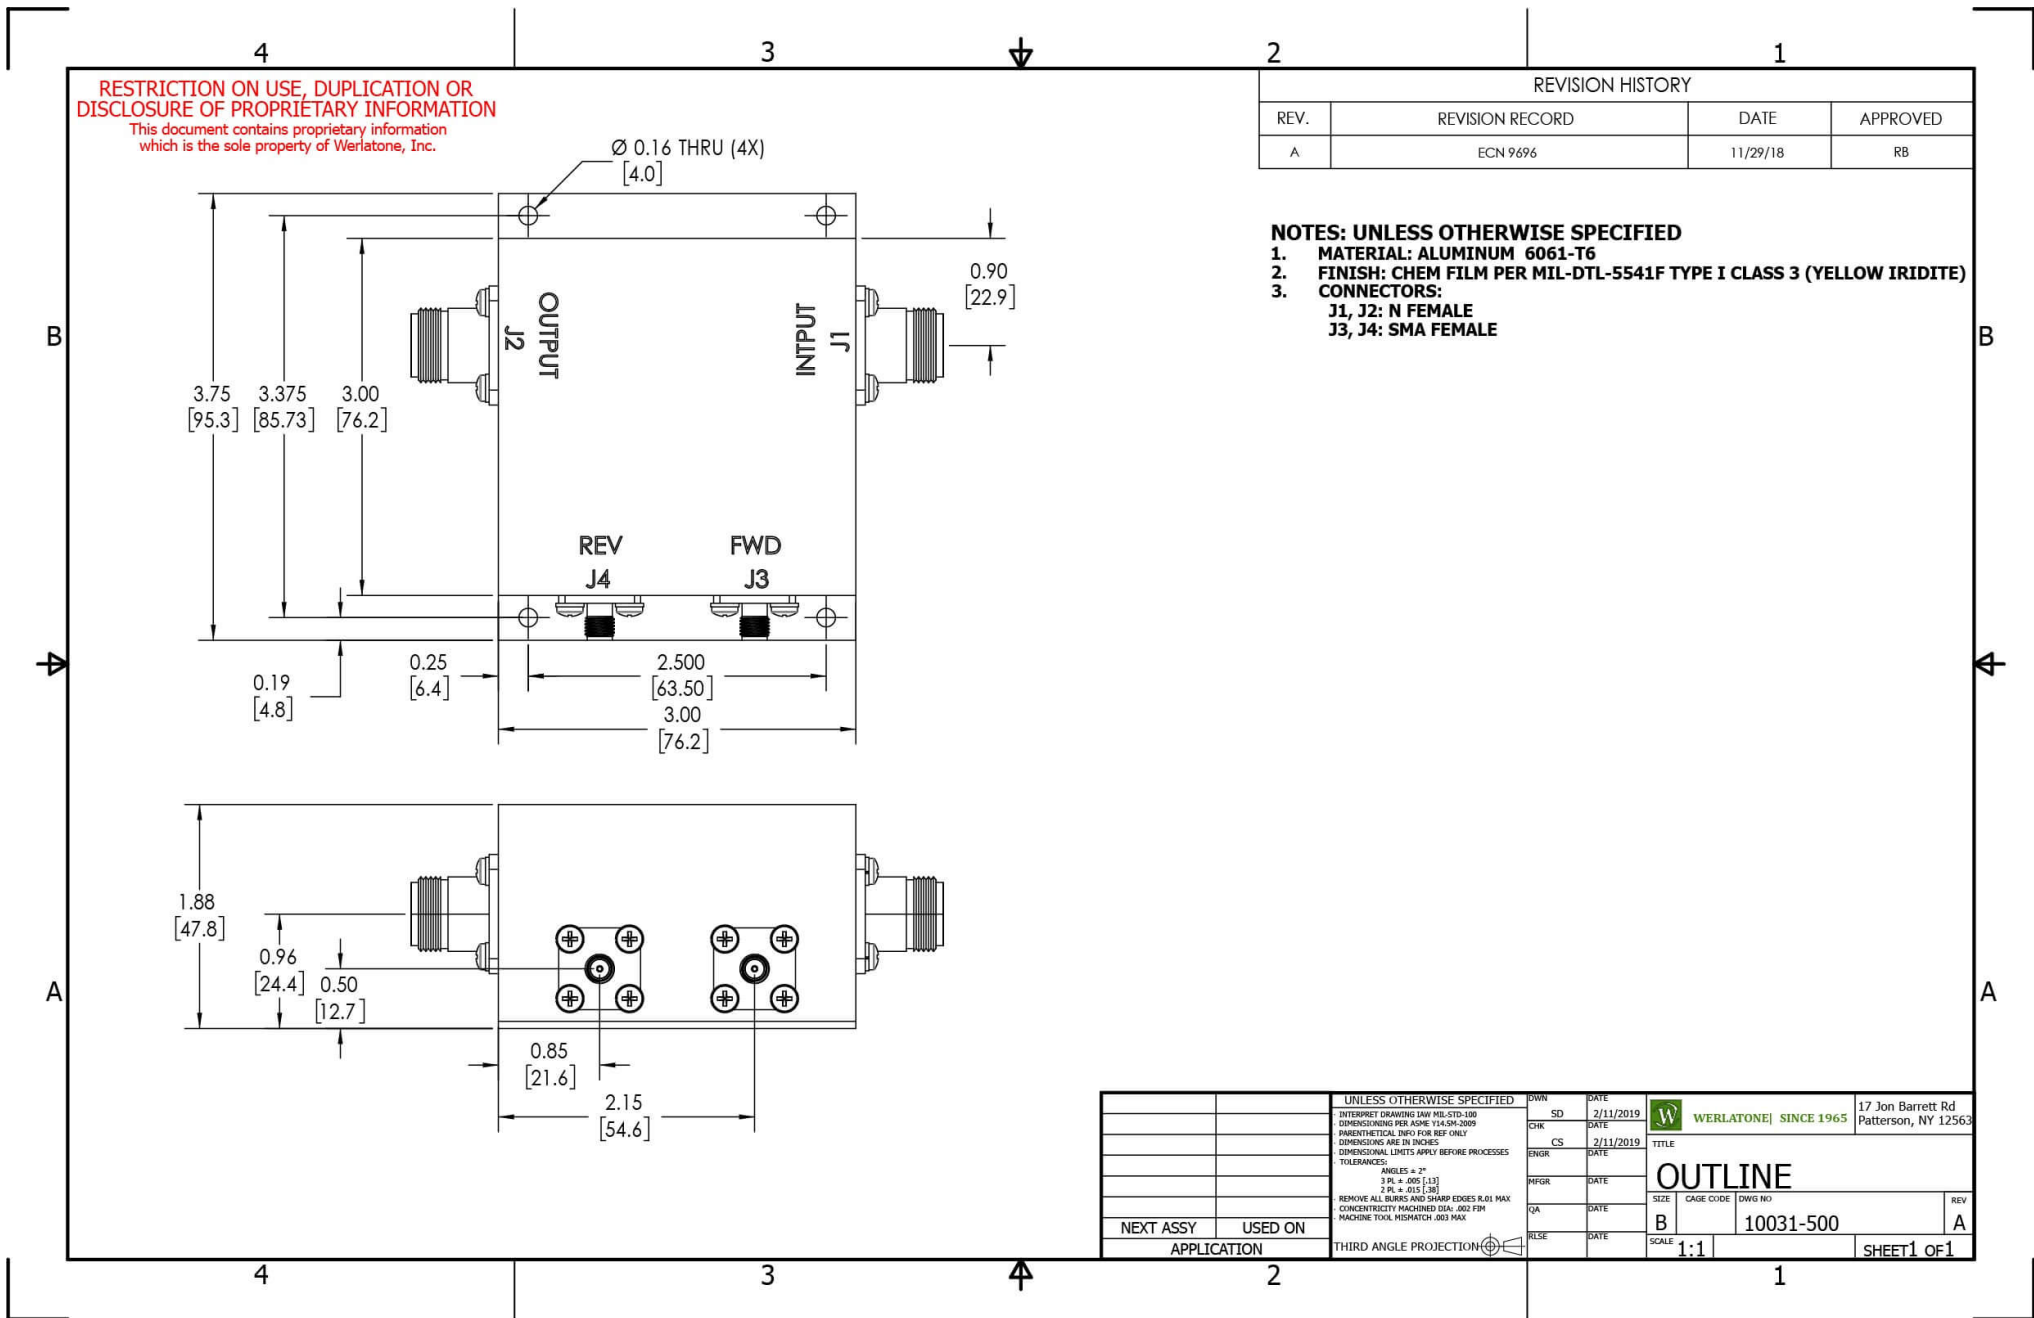 4 3 2 1
RESTRICTION ON USE, DUPLICATION OR
DISCLOSURE OF PROPRIETARY INFORMATION
This document contains proprietary information
which is the sole property of Werlatone, Inc.
REVISION HISTORY
REV. REVISION RECORD DATE APPROVED
A ECN 9696 11/29/18 RB
NOTES: UNLESS OTHERWISE SPECIFIED
1. MATERIAL: ALUMINUM 6061-T6
2. FINISH: CHEM FILM PER MIL-DTL-5541F TYPE I CLASS 3 (YELLOW IRIDITE)
3. CONNECTORS:
J1, J2: N FEMALE
J3, J4: SMA FEMALE
B
B
Ø 0.16 THRU (4X)
[4.0]
0.90
[22.9]
OUTPUT
J2
INTPUT
J1
3.75
[95.3]
3.375
[85.73]
3.00
[76.2]
REV
J4
FWD
J3
0.19
[4.8]
0.25
[6.4]
2.500
[63.50]
3.00
[76.2]
1.88
[47.8]
0.96
[24.4]
0.50
[12.7]
0.85
[21.6]
2.15
[54.6]
A
A
NEXT ASSY USED ON
APPLICATION
UNLESS OTHERWISE SPECIFIED
- INTERPRET DRAWING IAW MIL-STD-100
- DIMENSIONING PER ASME Y14.5M-2009
- PARENTHETICAL INFO FOR REF ONLY
- DIMENSIONS ARE IN INCHES
- DIMENSIONAL LIMITS APPLY BEFORE PROCESSES
- TOLERANCES:
ANGLES ± 2°
3 PL ± .005 [.13]
2 PL ± .015 [.38]
- REMOVE ALL BURRS AND SHARP EDGES R.01 MAX
- CONCENTRICITY MACHINED DIA: .002 FIM
- MACHINE TOOL MISMATCH .003 MAX
THIRD ANGLE PROJECTION
DWN DATE
SD 2/11/2019
CHK DATE
CS 2/11/2019
ENGR DATE
MFGR DATE
QA DATE
RLSE DATE
W
WERLATONE| SINCE 1965
17 Jon Barrett Rd
Patterson, NY 12563
TITLE
OUTLINE
SIZE CAGE CODE DWG NO REV
B 10031-500 A
SCALE 1:1 SHEET1 OF1
4 3 2 1